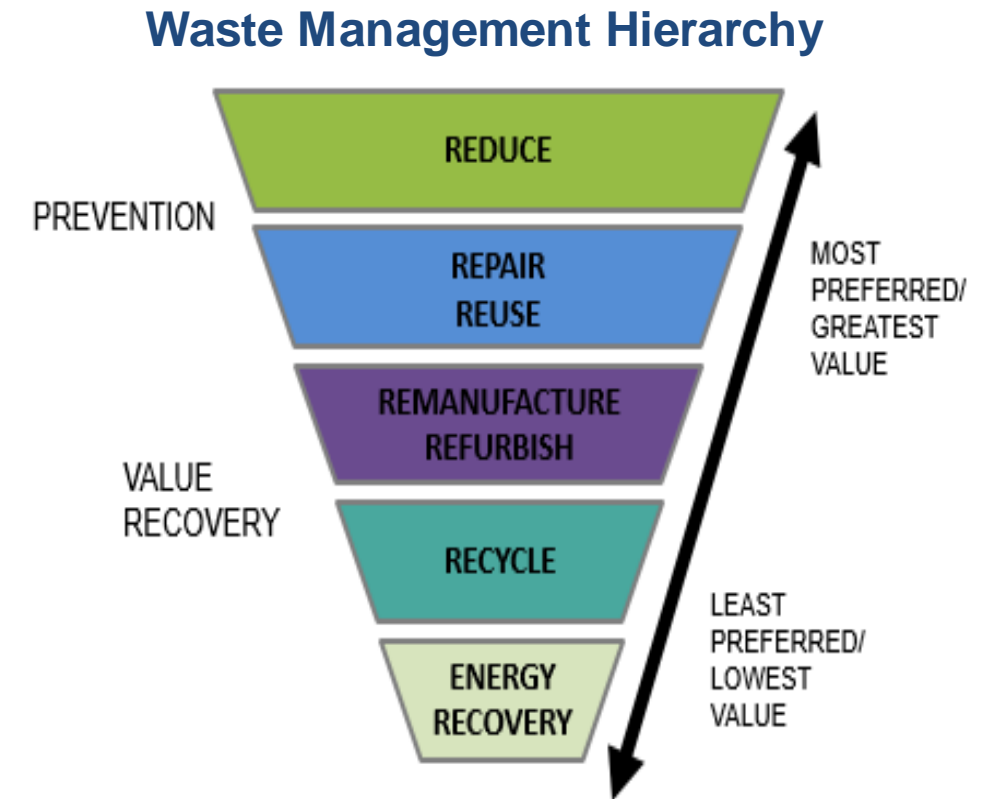 Waste Management Hierarchy
REDUCE
PREVENTION
REPAIR
REUSE
MOST
PREFERRED/
GREATEST
VALUE
REMANUFACTURE
REFURBISH
VALUE
RECOVERY
RECYCLE
LEAST
PREFERRED/
LOWEST
VALUE
ENERGY
RECOVERY